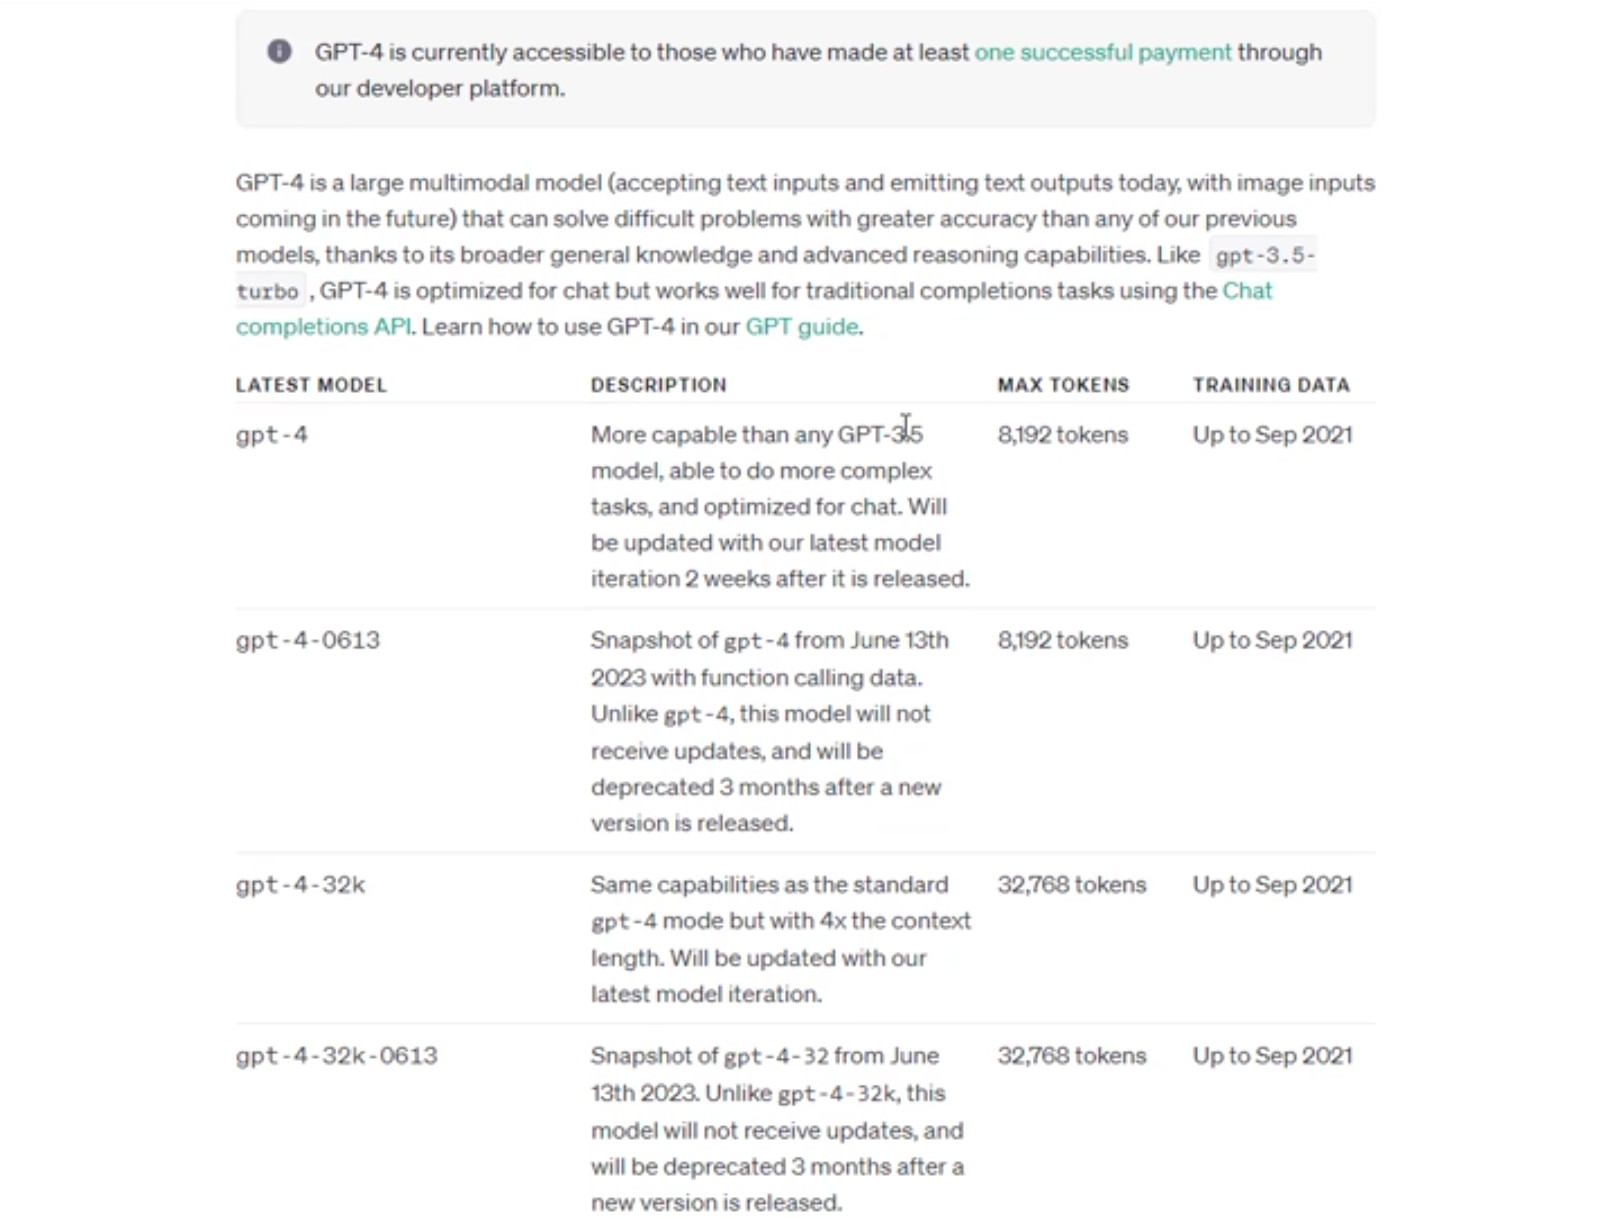 GPT-4 is currently accessible to those who have made at least one successful payment through
our developer platform.
GPT-4 is a large multimodal model (accepting text inputs and emitting text outputs today, with image inputs
coming in the future) that can solve difficult problems with greater accuracy than any of our previous
models, thanks to its broader general knowledge and advanced reasoning capabilities. Like gpt-3.5-
turbo, GPT-4 is optimized for chat but works well for traditional completions tasks using the Chat
completions API. Learn how to use GPT-4 in our GPT guide.
LATEST MODEL DESCRIPTION MAX TOKENS TRAINING DATA
gpt-4 More capable than any GPT-3.5 8,192 tokens Up to Sep 2021
model, able to do more complex
tasks, and optimized for chat. Will
be updated with our latest model
iteration 2 weeks after it is released.
gpt-4-0613 Snapshot of gpt-4 from June 13th 8,192 tokens Up to Sep 2021
2023 with function calling data.
Unlike gpt-4, this model will not
receive updates, and will be
deprecated 3 months after a new
version is released.
gpt-4-32k Same capabilities as the standard 32,768 tokens Up to Sep 2021
gpt-4 mode but with 4x the context
length. Will be updated with our
latest model iteration.
gpt-4-32k-0613 Snapshot of gpt-4-32 from June 32,768 tokens Up to Sep 2021
13th 2023. Unlike gpt-4-32k, this
model will not receive updates, and
will be deprecated 3 months after a
new version is released.